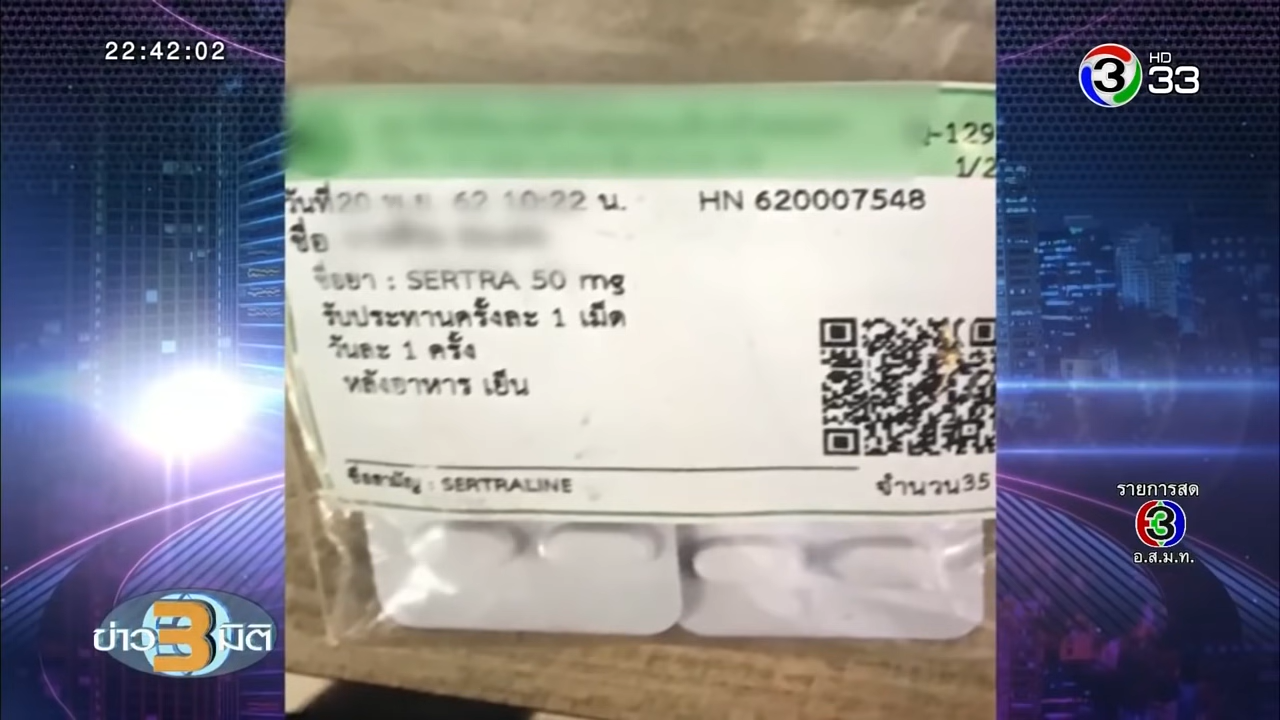 22:42:02
3 HD 33
-129
1/2
วันที่ 20 พ.ย. 62 10:22 น. HN 620007548
ชื่อ
ชื่อยา : SERTRA 50 mg
รับประทานครั้งละ 1 เม็ด
วันละ 1 ครั้ง
หลังอาหาร เย็น
ชื่อสามัญ : SERTRALINE จำนวน 35
รายการสด
3
อ.ส.ม.ท.
ข่าว 3 มิติ